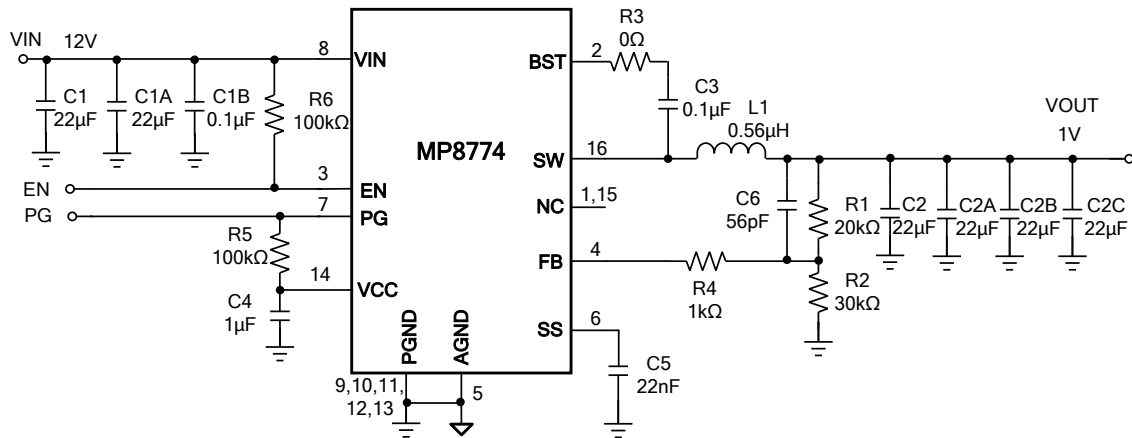 VIN 12V
8
VIN
C1
22µF
C1A
22µF
C1B
0.1µF
R6
100kΩ
EN
3
EN
PG
7
PG
R5
100kΩ
14
VCC
C4
1µF
MP8774
PGND
AGND
9,10,11,
12,13
5
BST
2
R3
0Ω
C3
0.1µF
SW
16
L1
0.56µH
NC
1,15
FB
4
R4
1kΩ
C6
56pF
R1
20kΩ
R2
30kΩ
SS
6
C5
22nF
C2
22µF
C2A
22µF
C2B
22µF
C2C
22µF
VOUT
1V